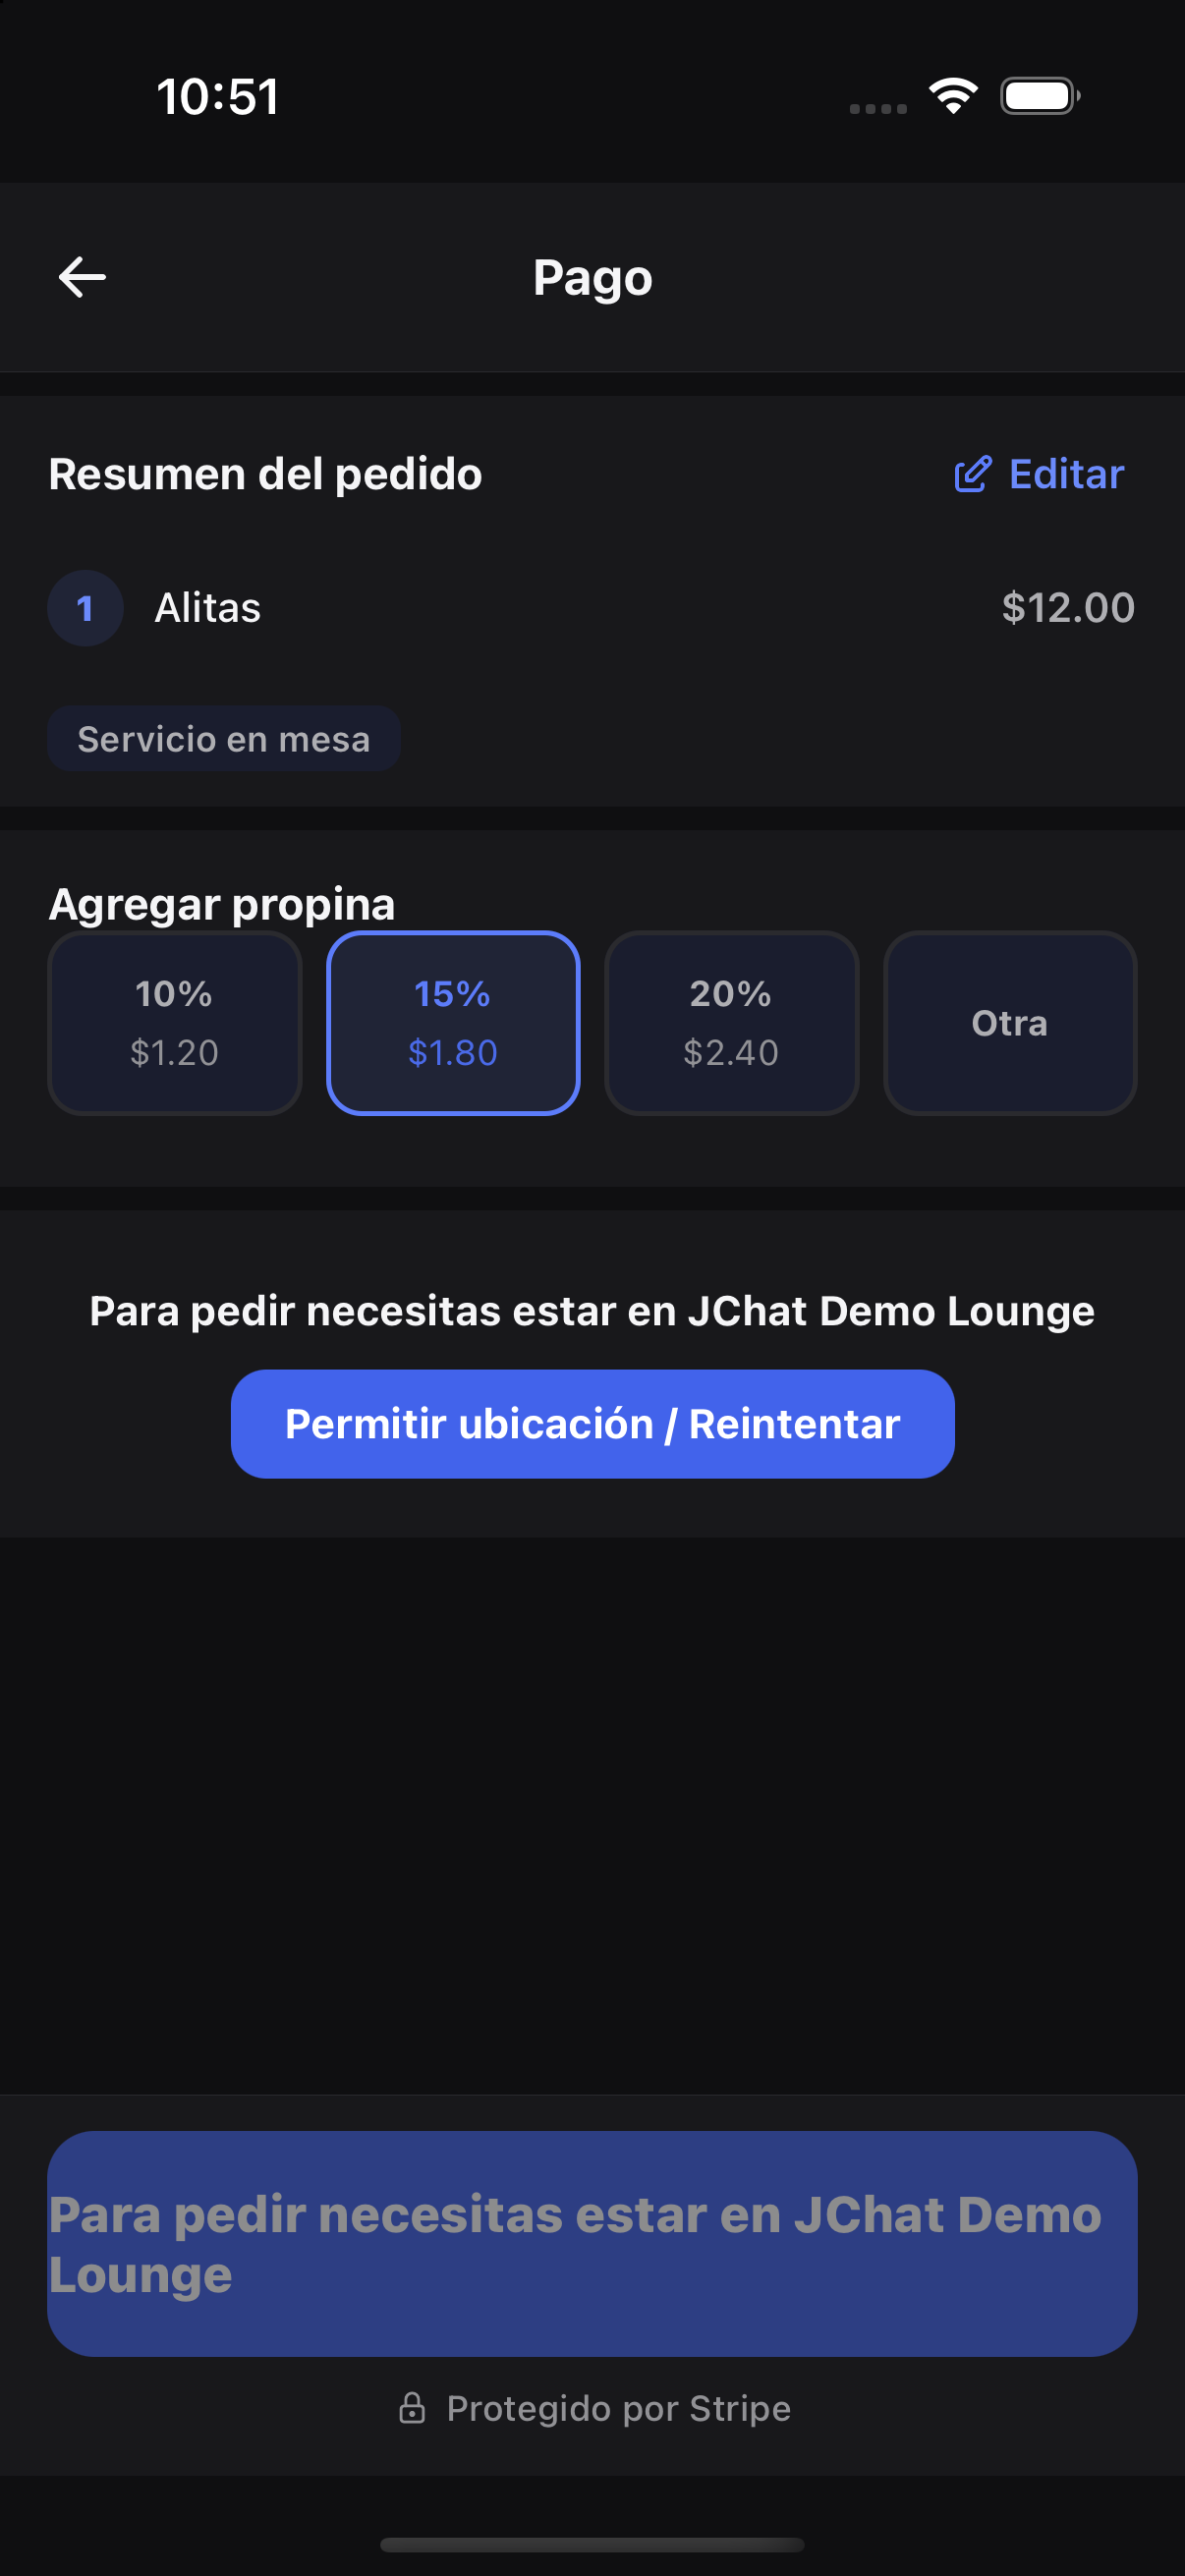 10:51
Pago
Resumen del pedido
Editar
1
Alitas
$12.00
Servicio en mesa
Agregar propina
10%
$1.20
15%
$1.80
20%
$2.40
Otra
Para pedir necesitas estar en JChat Demo Lounge
Permitir ubicación / Reintentar
Para pedir necesitas estar en JChat Demo
Lounge
Protegido por Stripe